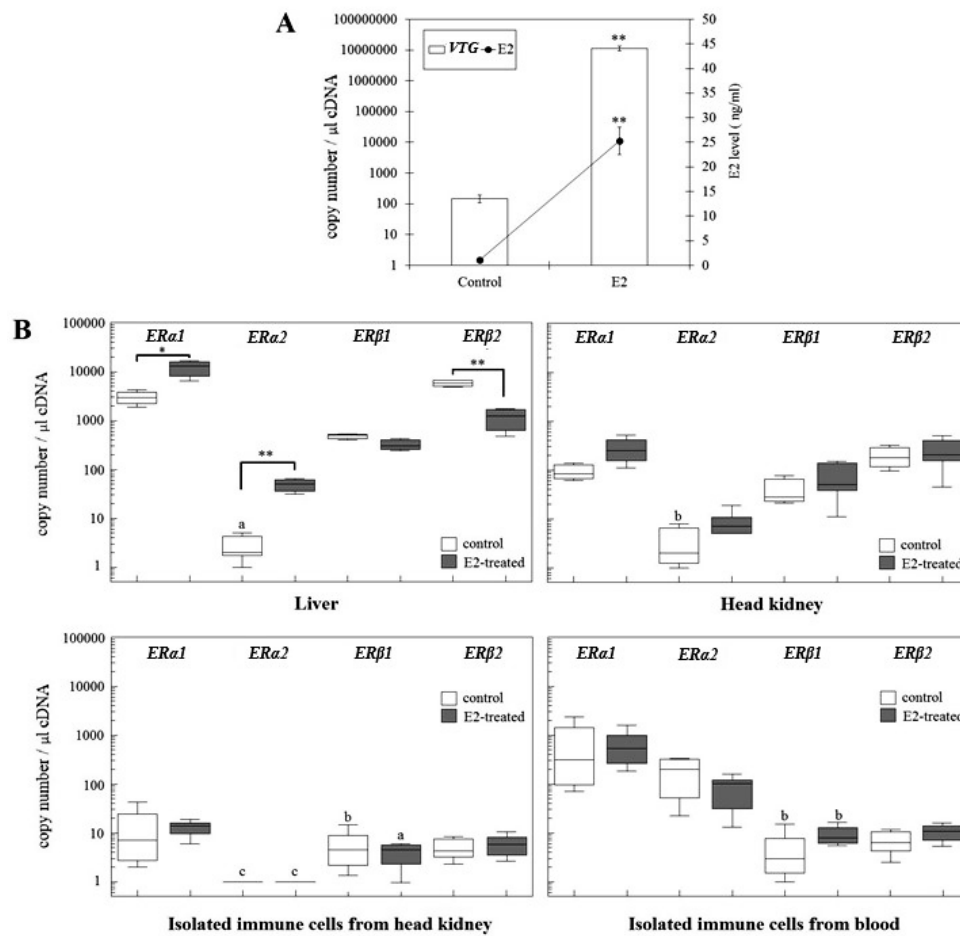 A
copy number / µl cDNA
100000000
10000000
1000000
100000
10000
1000
100
10
1
VTG E2
**
**
50
45
40
35
30
25
20
15
10
5
0
E2 level ( ng/ml)
Control E2
B
copy number / µl cDNA
100000
10000
1000
100
10
1
ERα1 ERα2 ERβ1 ERβ2
*
**
**
a
control
E2-treated
Liver
ERα1 ERα2 ERβ1 ERβ2
b
control
E2-treated
Head kidney
copy number / µl cDNA
100000
10000
1000
100
10
1
ERα1 ERα2 ERβ1 ERβ2
control
E2-treated
b
a
c c
Isolated immune cells from head kidney
ERα1 ERα2 ERβ1 ERβ2
control
E2-treated
b b
Isolated immune cells from blood